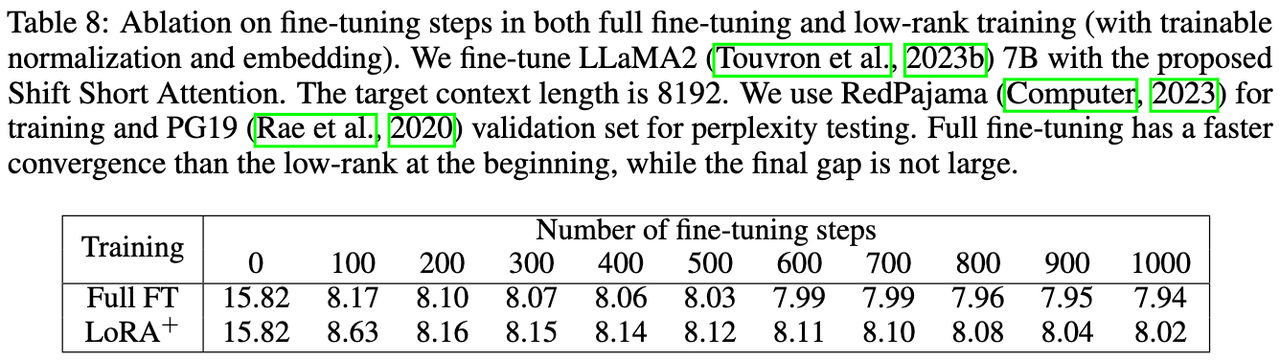 Table 8: Ablation on fine-tuning steps in both full fine-tuning and low-rank training (with trainable
normalization and embedding). We fine-tune LLaMA2 (Touvron et al., 2023b) 7B with the proposed
Shift Short Attention. The target context length is 8192. We use RedPajama (Computer, 2023) for
training and PG19 (Rae et al., 2020) validation set for perplexity testing. Full fine-tuning has a faster
convergence than the low-rank at the beginning, while the final gap is not large.
Training Number of fine-tuning steps
0 100 200 300 400 500 600 700 800 900 1000
Full FT 15.82 8.17 8.10 8.07 8.06 8.03 7.99 7.99 7.96 7.95 7.94
LoRA+ 15.82 8.63 8.16 8.15 8.14 8.12 8.11 8.10 8.08 8.04 8.02